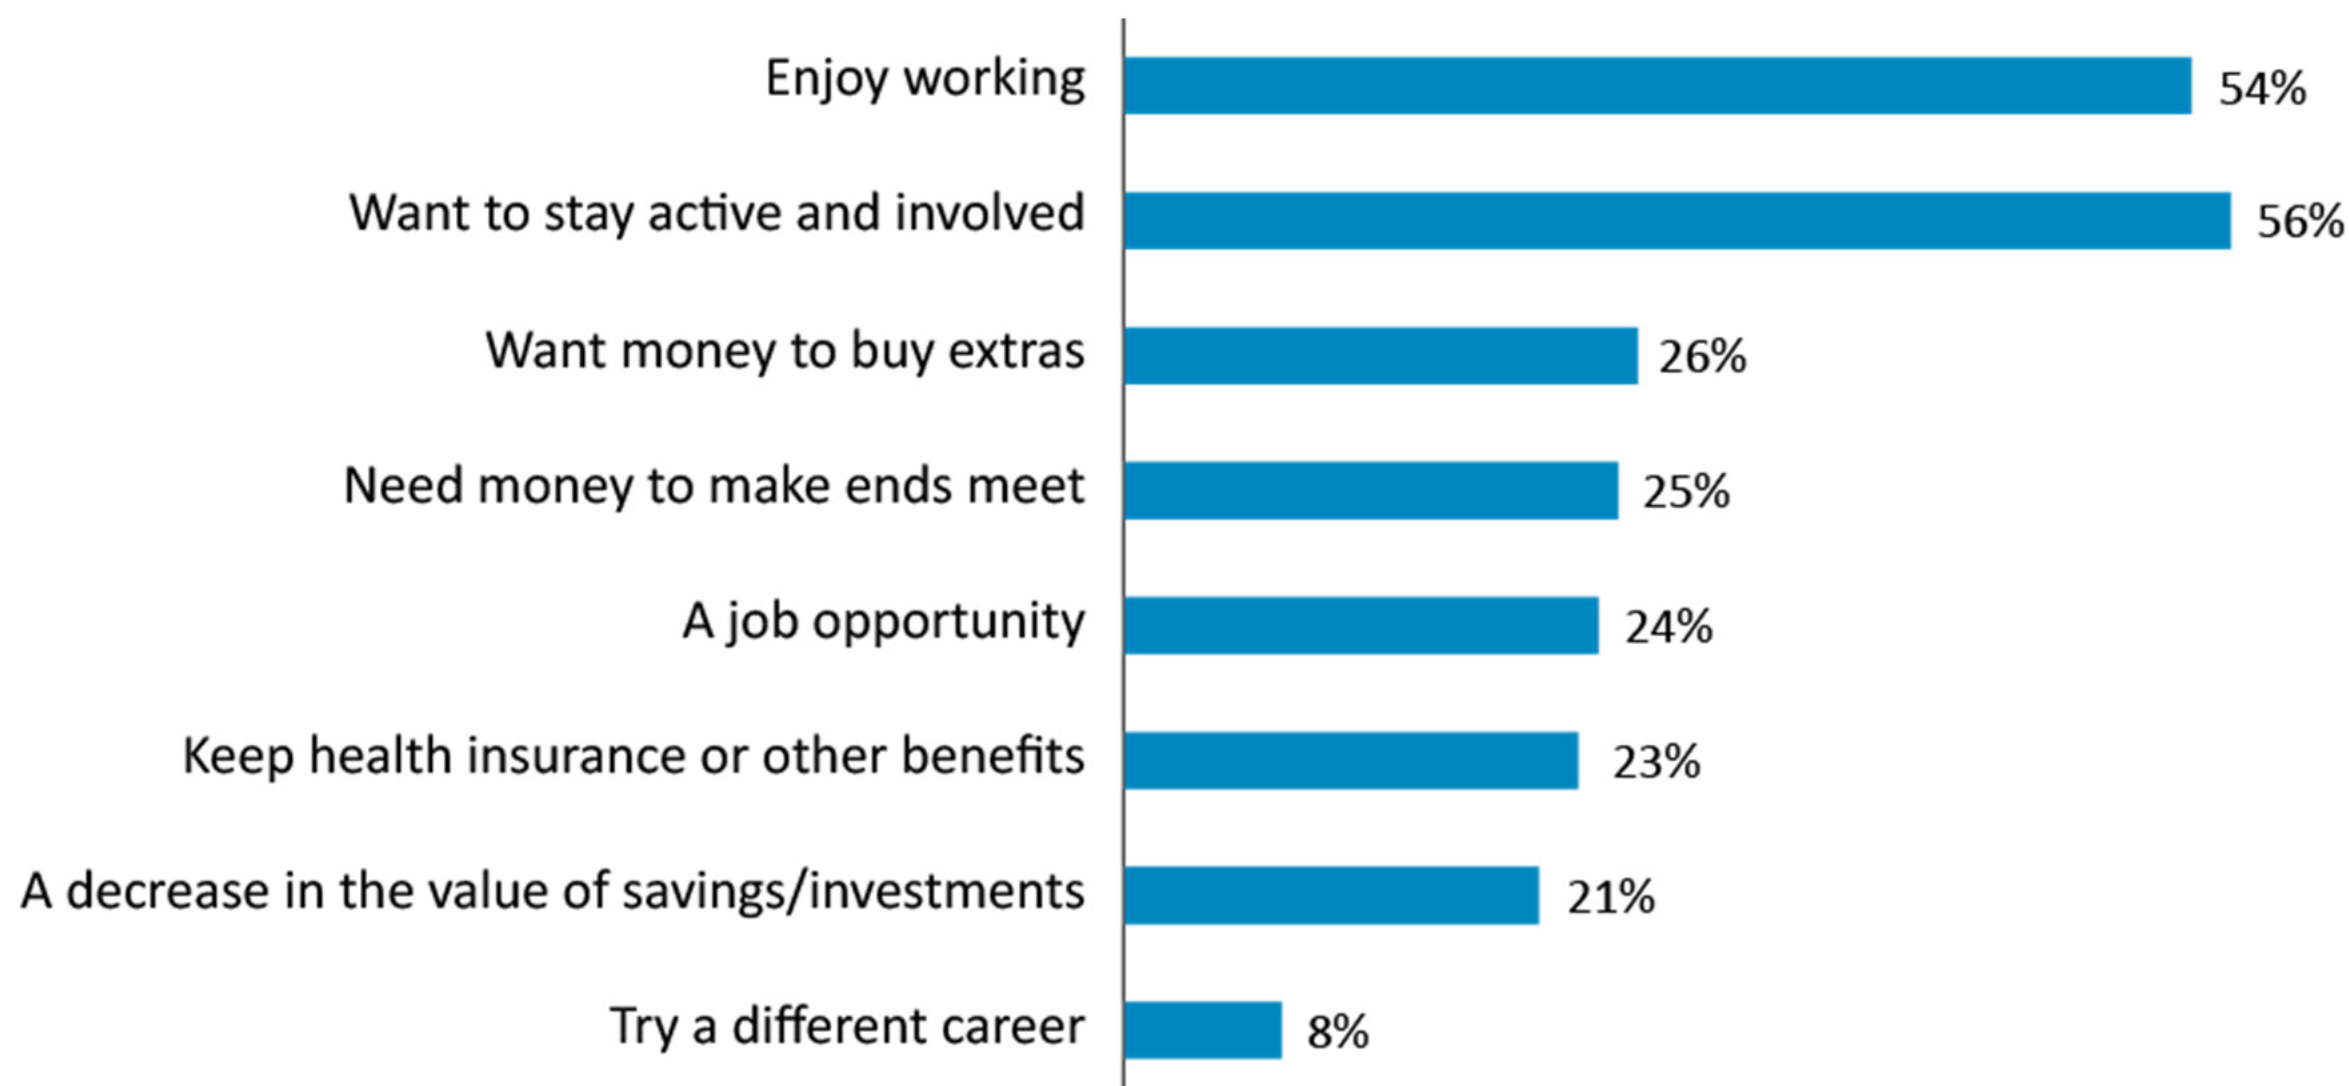 Enjoy working 54%
Want to stay active and involved 56%
Want money to buy extras 26%
Need money to make ends meet 25%
A job opportunity 24%
Keep health insurance or other benefits 23%
A decrease in the value of savings/investments 21%
Try a different career 8%